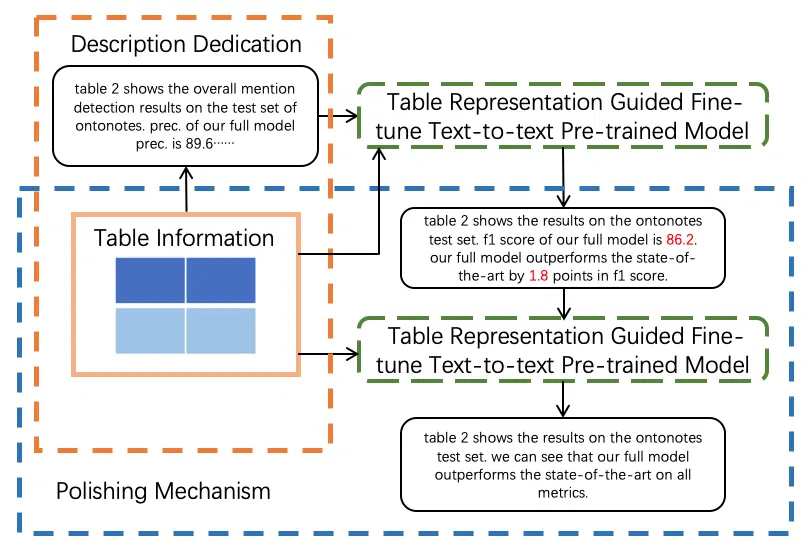 Description Dedication
table 2 shows the overall mention
detection results on the test set of
ontonotes. prec. of our full model
prec. is 89.6······
Table Representation Guided Fine-
tune Text-to-text Pre-trained Model
Table Information
table 2 shows the results on the ontonotes
test set. f1 score of our full model is 86.2.
our full model outperforms the state-of-
the-art by 1.8 points in f1 score.
Table Representation Guided Fine-
tune Text-to-text Pre-trained Model
table 2 shows the results on the ontonotes
test set. we can see that our full model
outperforms the state-of-the-art on all
metrics.
Polishing Mechanism